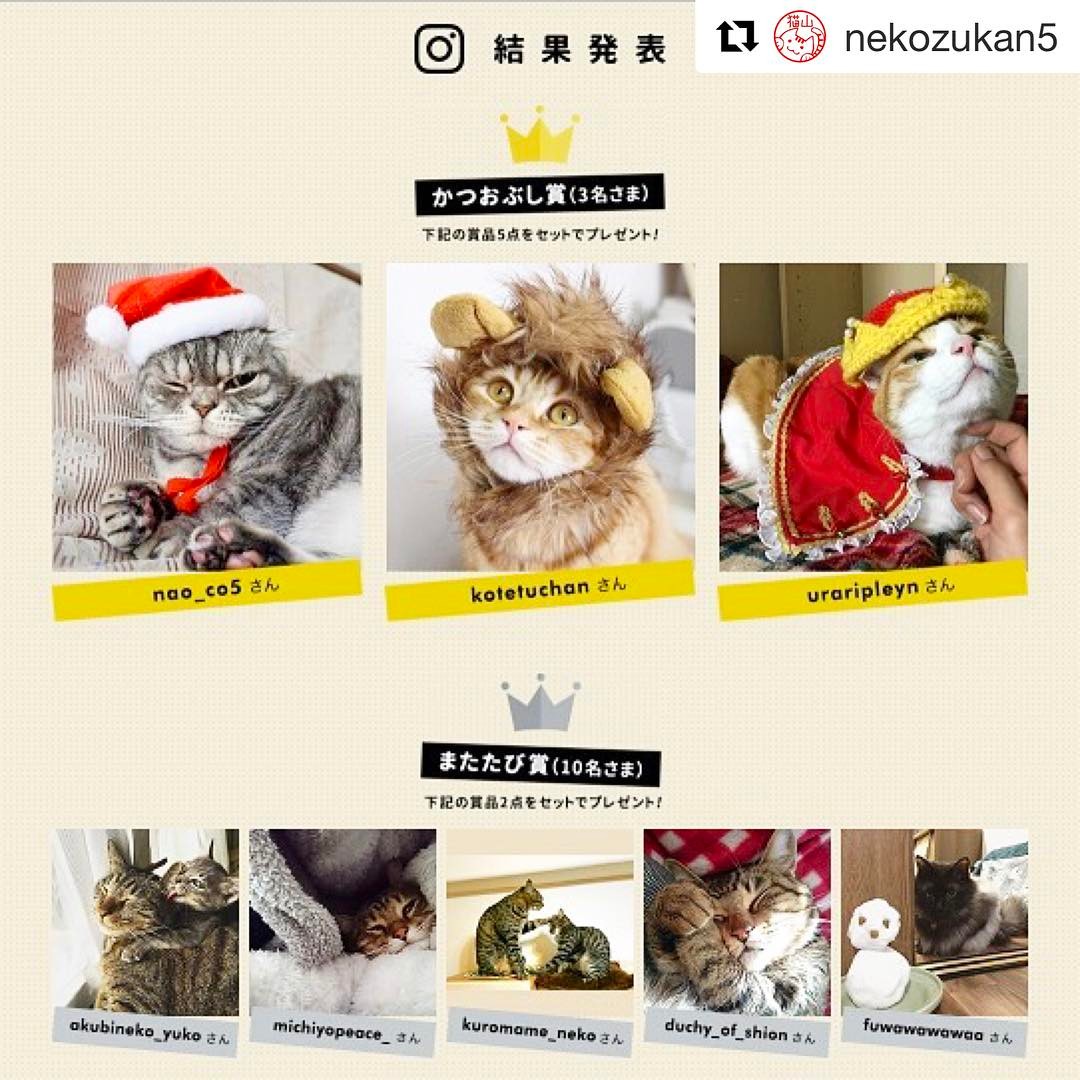 nekozukan5
猫山
結果発表
かつおぶし賞(3名さま)
下記の賞品5点をセットでプレゼント!
nao_co5 さん
kotetuchan さん
uraripleyn さん
またたび賞(10名さま)
下記の賞品2点をセットでプレゼント!
akubineko_yuko さん
michiyopeace_ さん
kuromame_neko さん
duchy_of_shion さん
fuwawawawaa さん